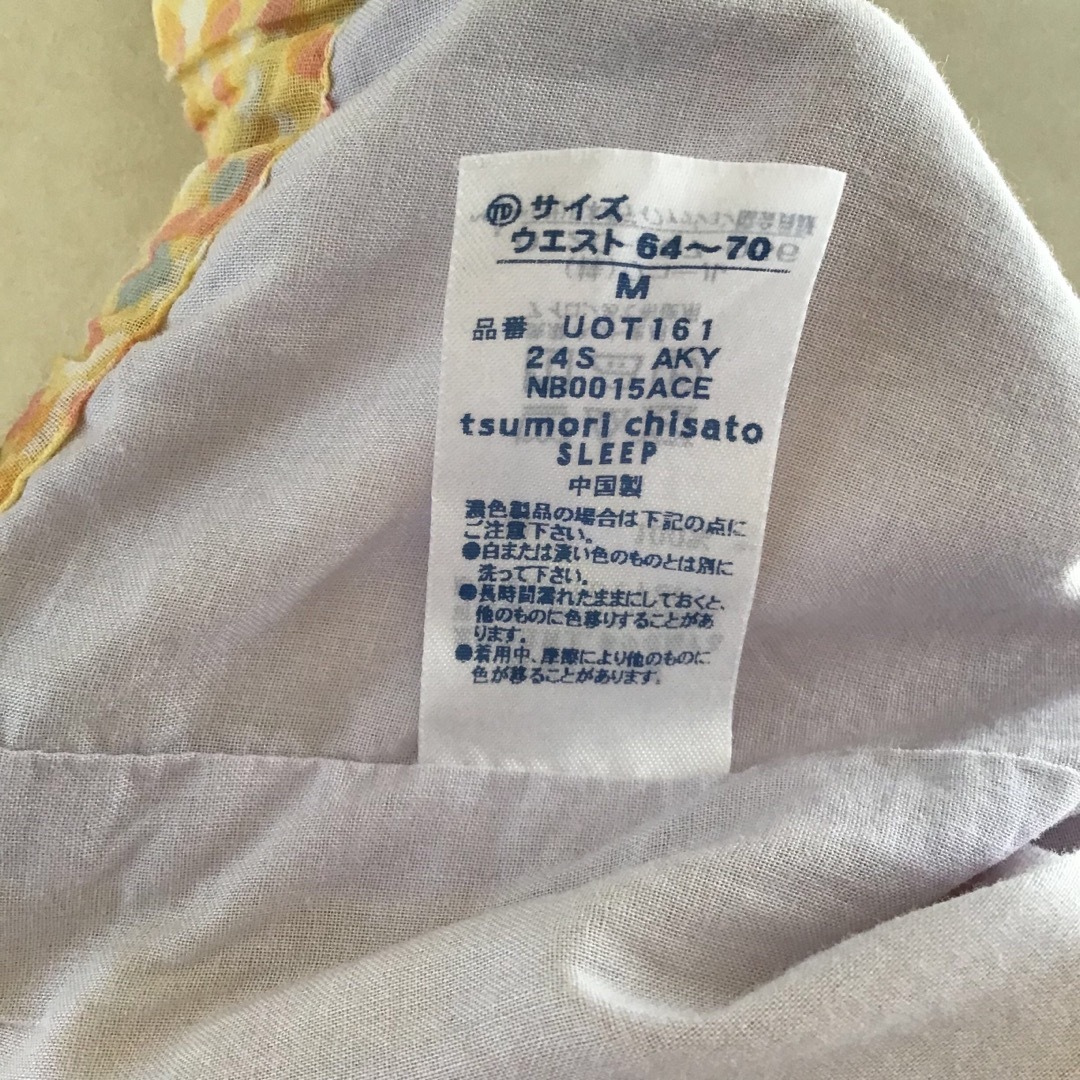 サイズ
ウエスト 64～70
M
品番 UOT161
24S AKY
NB0015ACE
tsumori chisato
SLEEP
中国製
濃色製品の場合は下記の点に
ご注意下さい。
●白または淡い色のものとは別に
洗って下さい。
●長時間濡れたままにしておくと、
他のものに色移りすることがあ
ります。
●着用中、摩擦により他のものに
色が移ることがあります。